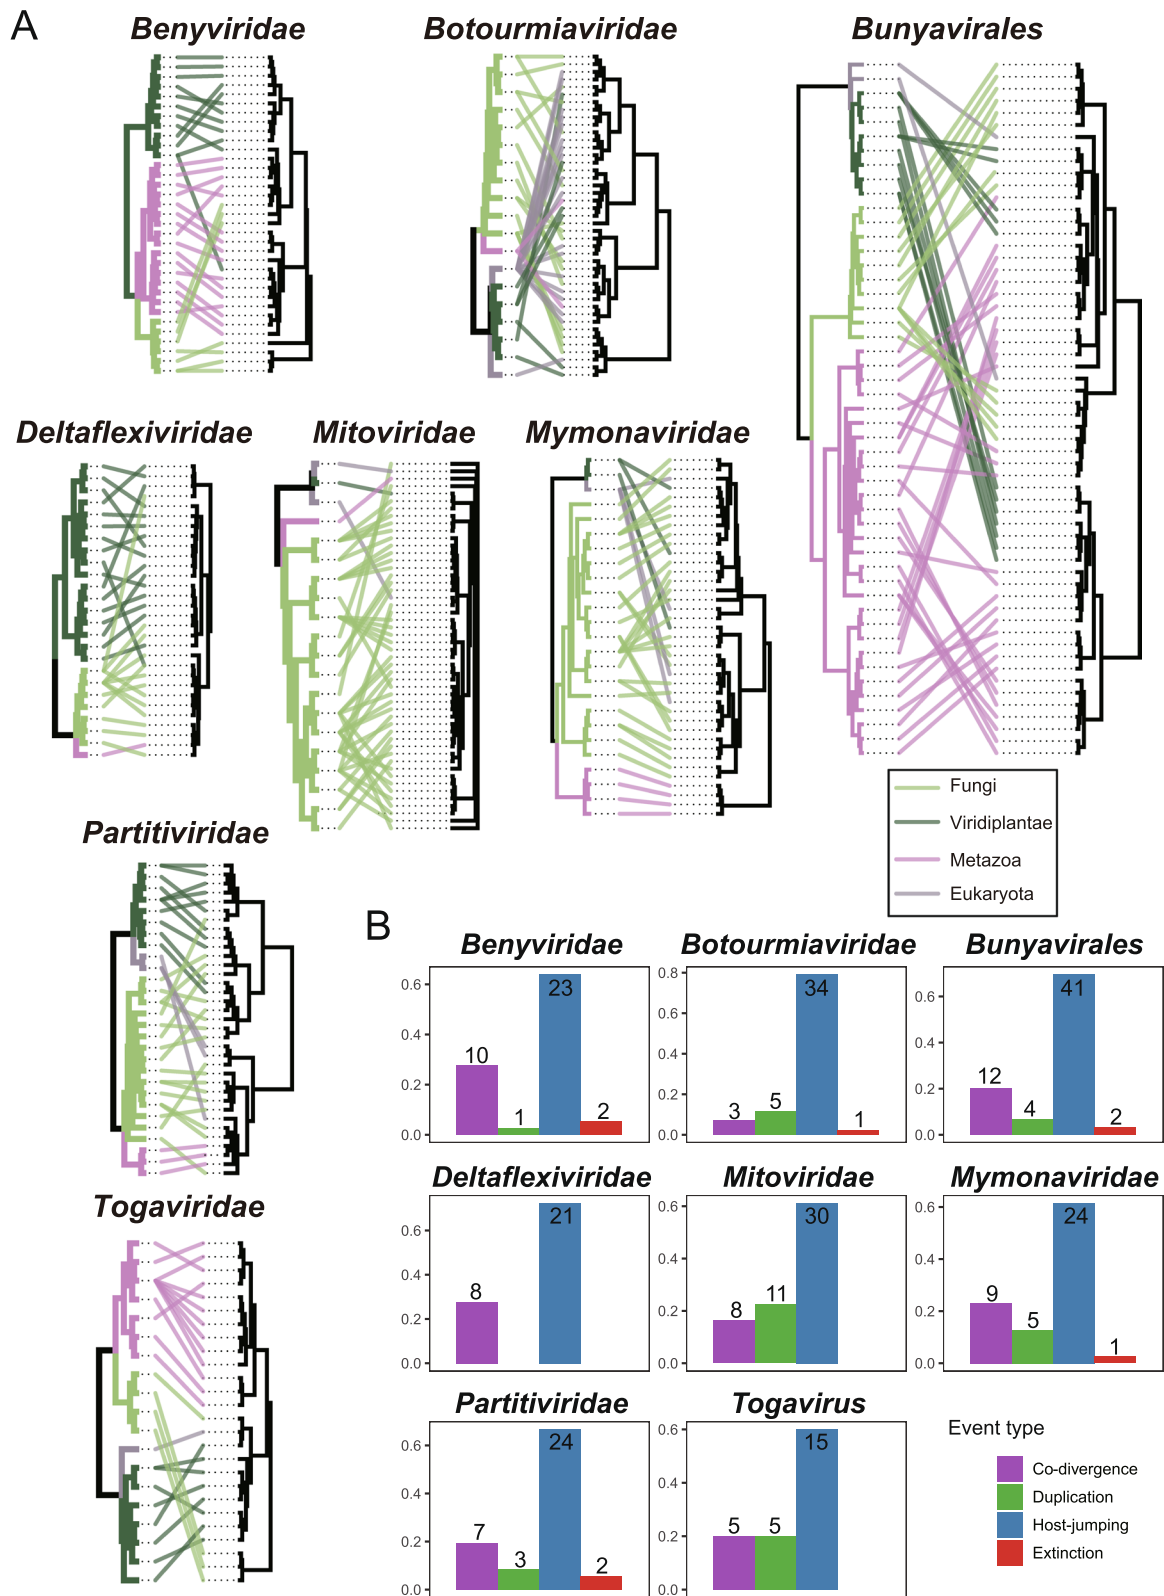 A
Benyviridae
Botourmiaviridae
Bunyavirales
Deltaflexiviridae
Mitoviridae
Mymonaviridae
Fungi
Viridiplantae
Metazoa
Eukaryota
Partitiviridae
Togaviridae
B
Benyviridae
0.6
0.4
0.2
0.0
10
1
23
2
Botourmiaviridae
0.8
0.6
0.4
0.2
0.0
3
5
34
1
Bunyavirales
0.6
0.4
0.2
0.0
12
4
41
2
Deltaflexiviridae
0.6
0.4
0.2
0.0
8
21
Mitoviridae
0.6
0.4
0.2
0.0
8
11
30
Mymonaviridae
0.6
0.4
0.2
0.0
9
5
24
1
Partitiviridae
0.6
0.4
0.2
0.0
7
3
24
2
Togavirus
0.6
0.4
0.2
0.0
5
5
15
Event type
Co-divergence
Duplication
Host-jumping
Extinction